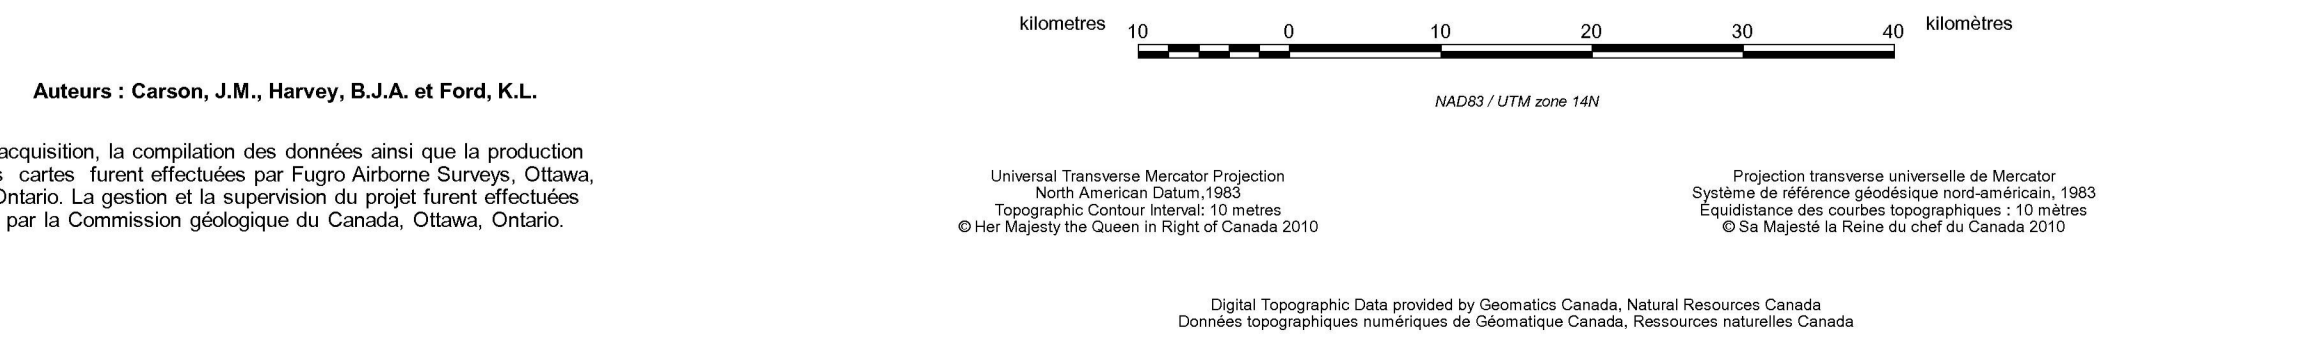 kilometres 10 0 10 20 30 40 kilomètres
NAD83 / UTM zone 14N
Auteurs : Carson, J.M., Harvey, B.J.A. et Ford, K.L.
acquisition, la compilation des données ainsi que la production
cartes furent effectuées par Fugro Airborne Surveys, Ottawa,
Ontario. La gestion et la supervision du projet furent effectuées
par la Commission géologique du Canada, Ottawa, Ontario.
Universal Transverse Mercator Projection
North American Datum,1983
Topographic Contour Interval: 10 metres
© Her Majesty the Queen in Right of Canada 2010
Projection transverse universelle de Mercator
Système de référence géodésique nord-américain, 1983
Équidistance des courbes topographiques : 10 mètres
© Sa Majesté la Reine du chef du Canada 2010
Digital Topographic Data provided by Geomatics Canada, Natural Resources Canada
Données topographiques numériques de Géomatique Canada, Ressources naturelles Canada